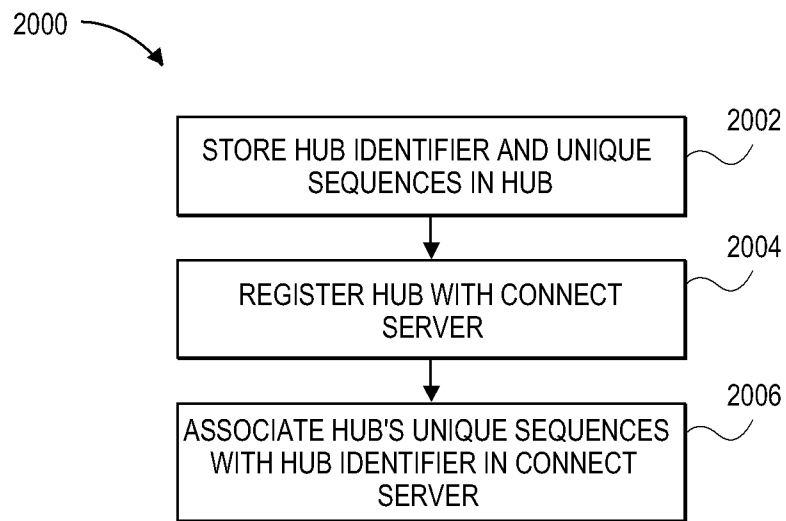 2000
2002
STORE HUB IDENTIFIER AND UNIQUE
SEQUENCES IN HUB
2004
REGISTER HUB WITH CONNECT
SERVER
2006
ASSOCIATE HUB'S UNIQUE SEQUENCES
WITH HUB IDENTIFIER IN CONNECT
SERVER